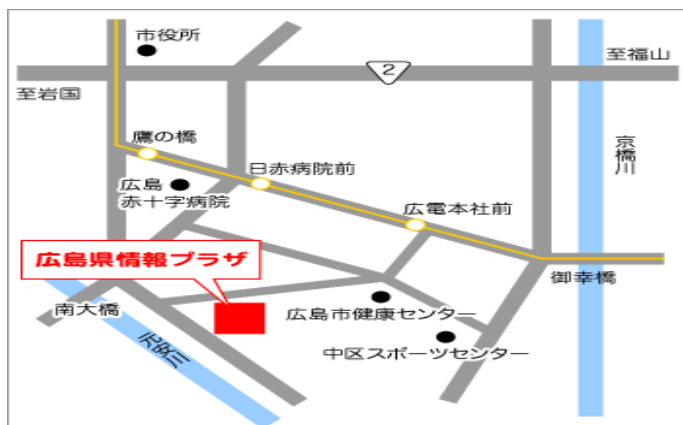 市役所
2
至福山
至岩国
鷹の橋
日赤病院前
京橋川
広島
赤十字病院
広電本社前
広島県情報プラザ
御幸橋
南大橋
広島市健康センター
元安川
中区スポーツセンター